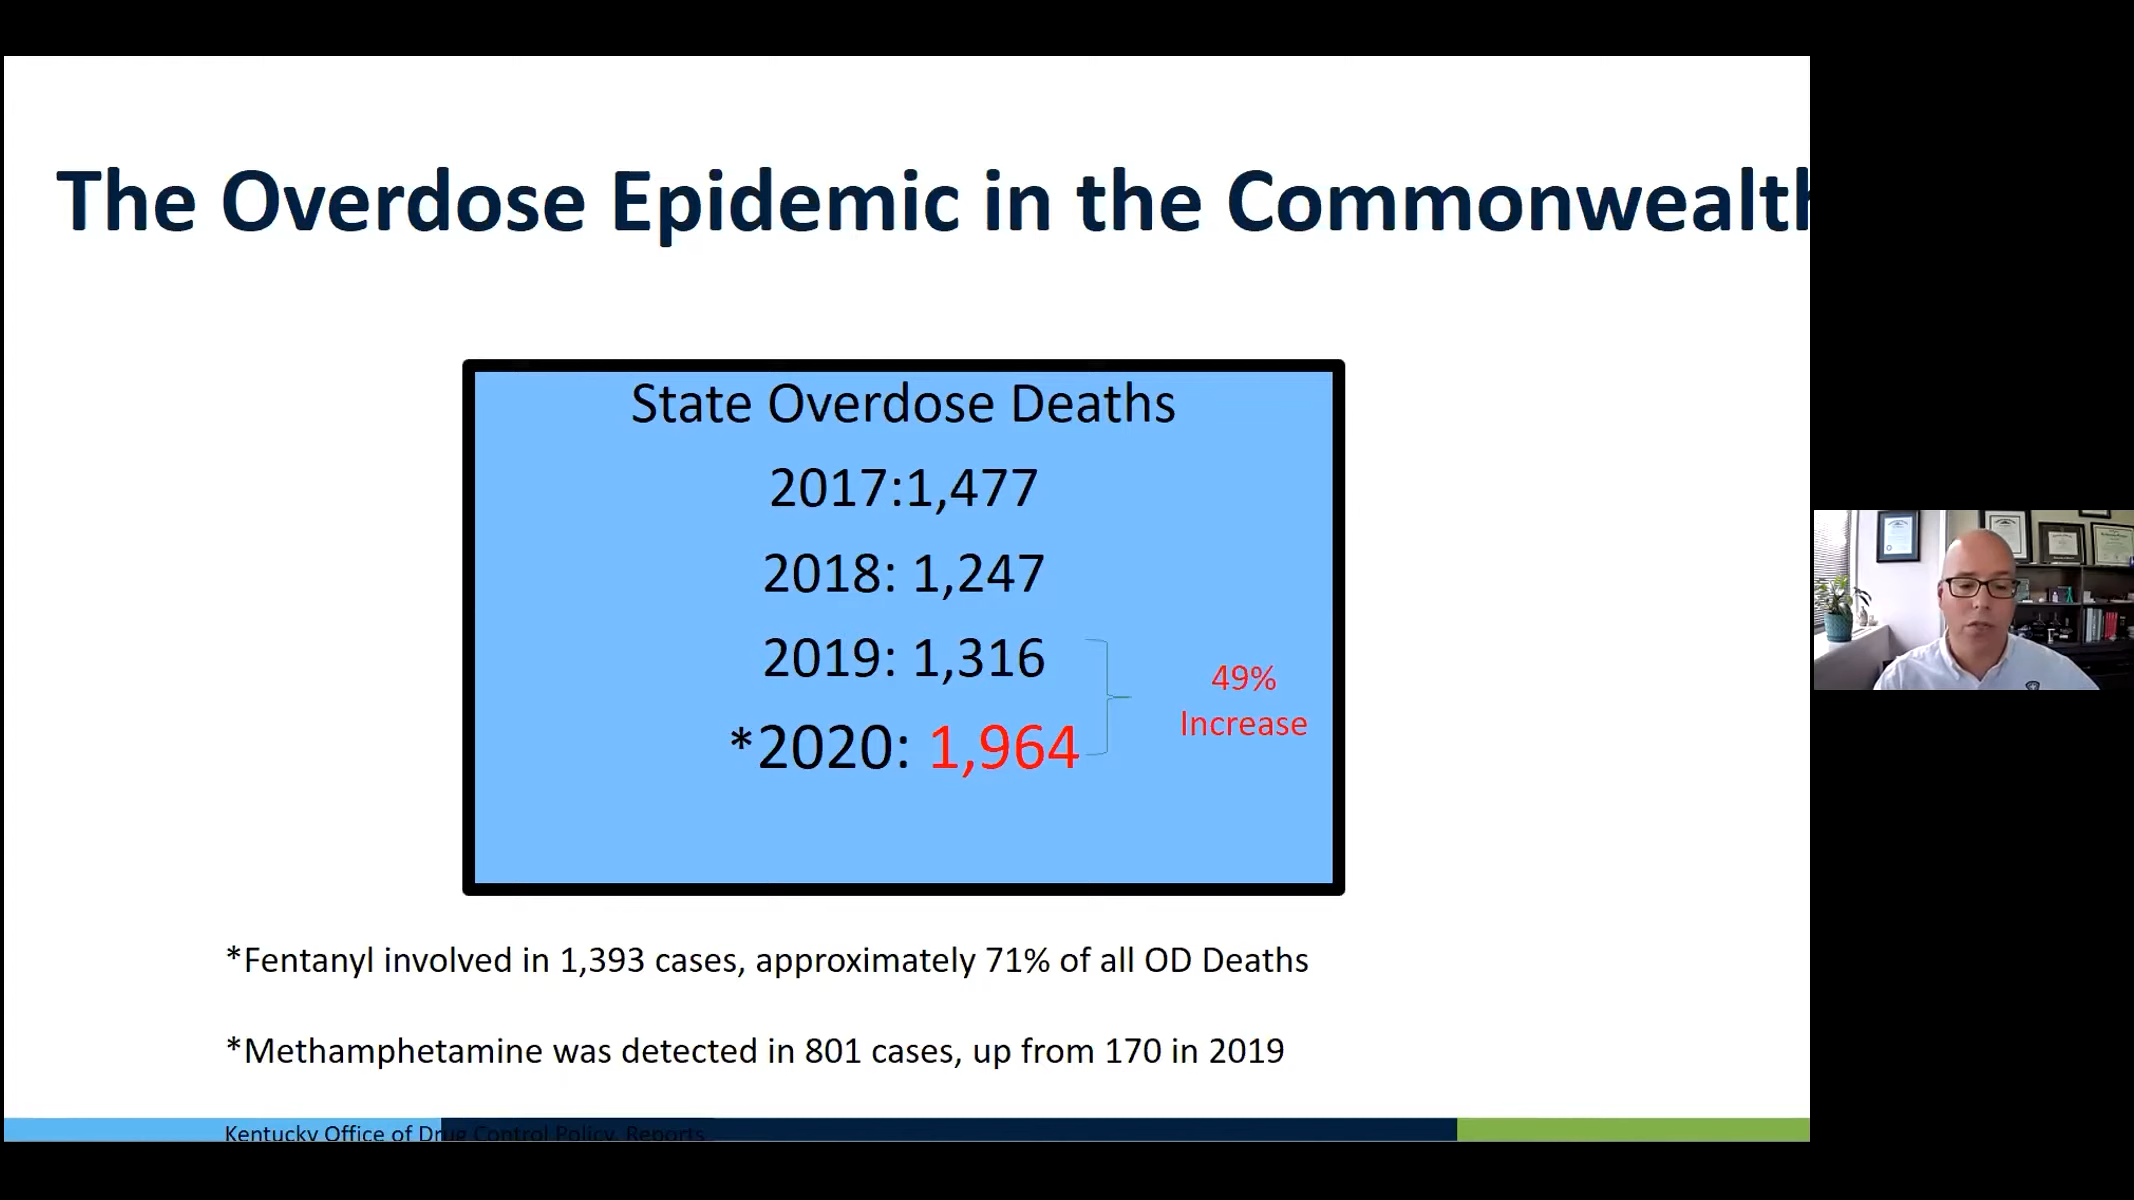 The Overdose Epidemic in the Commonwealth
State Overdose Deaths
2017:1,477
2018: 1,247
2019: 1,316
*2020: 1,964
49%
Increase
*Fentanyl involved in 1,393 cases, approximately 71% of all OD Deaths
*Methamphetamine was detected in 801 cases, up from 170 in 2019
Kentucky Office of Drug Control Policy, Reports